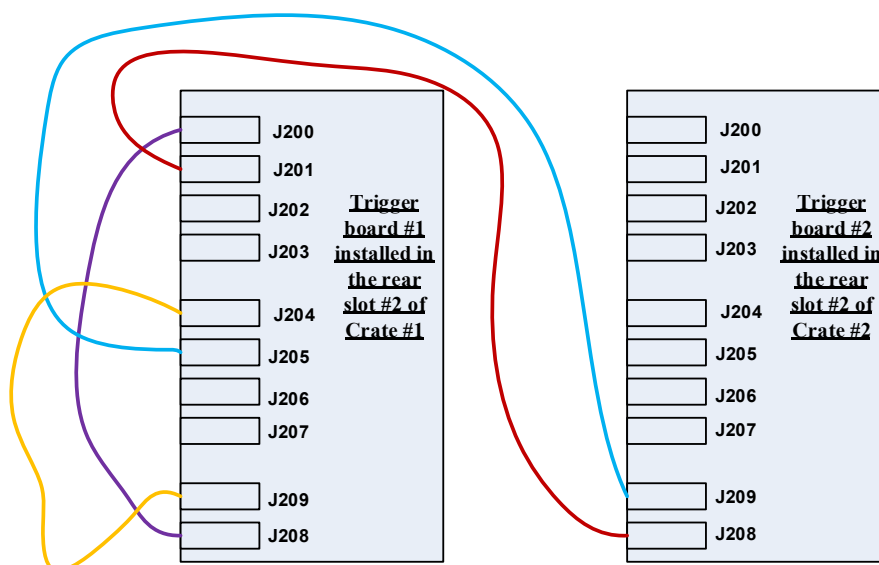 J200
J201
J202
J203
J204
J205
J206
J207
J209
J208
Trigger
board #1
installed in
the rear
slot #2 of
Crate #1
J200
J201
J202
J203
J204
J205
J206
J207
J209
J208
Trigger
board #2
installed in
the rear
slot #2 of
Crate #2